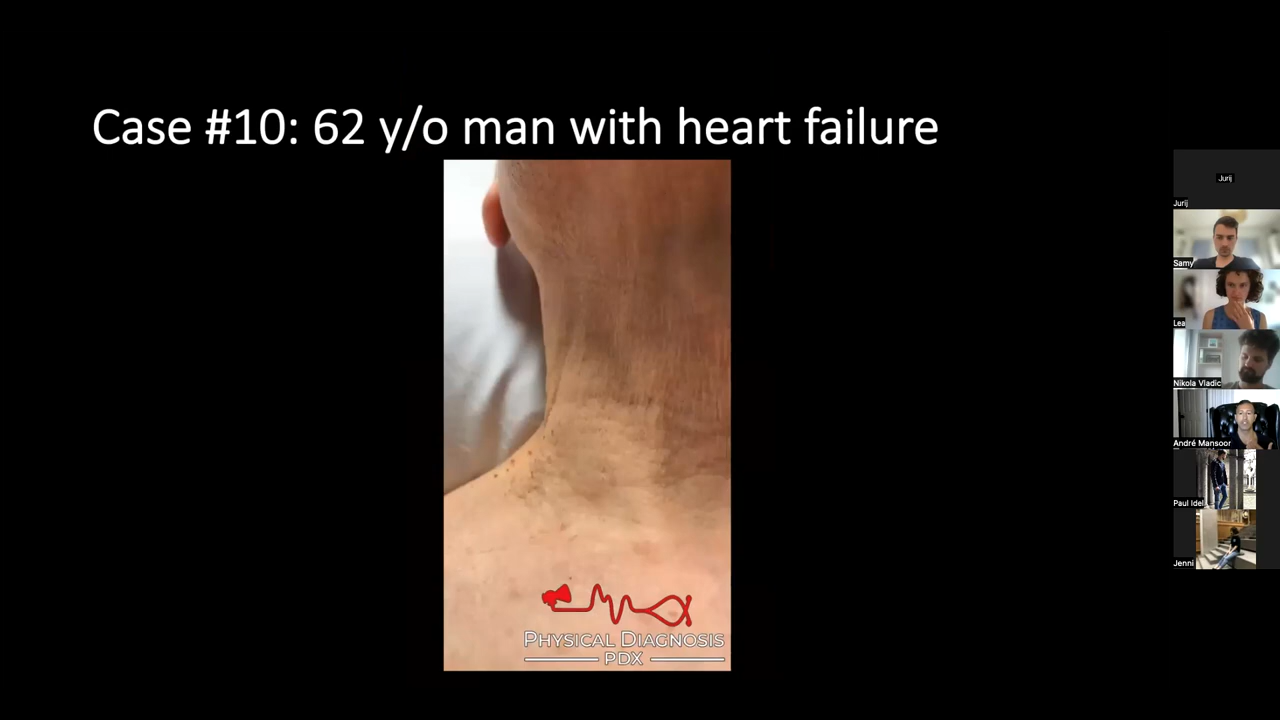 Case #10: 62 y/o man with heart failure
PHYSICAL DIAGNOSIS
PDX
Jurij
Jurij
Samy
Lea
Nikola Vladic
André Mansoor
Paul Idel
Jenni